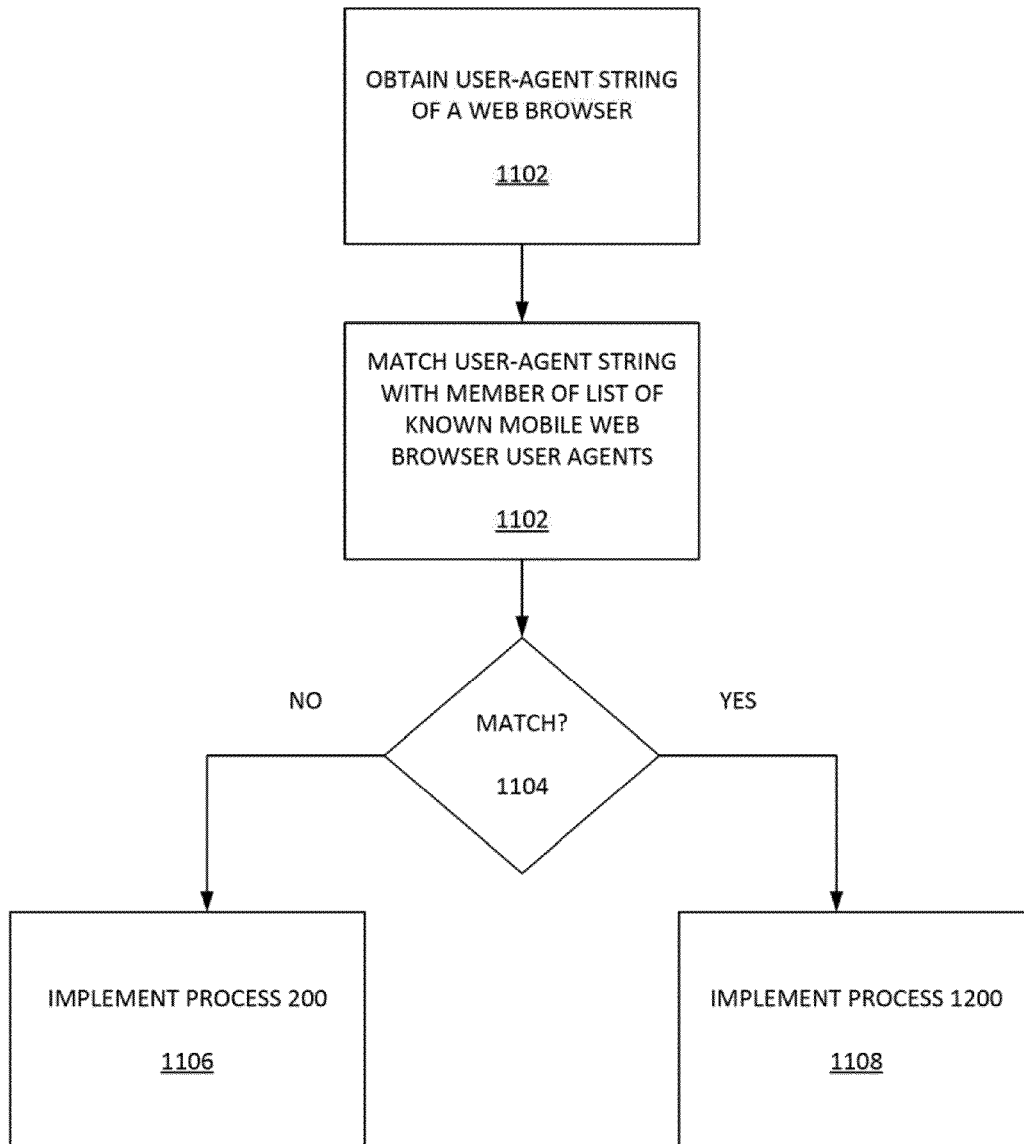 OBTAIN USER-AGENT STRING
OF A WEB BROWSER
1102
MATCH USER-AGENT STRING
WITH MEMBER OF LIST OF
KNOWN MOBILE WEB
BROWSER USER AGENTS
1102
NO
YES
MATCH?
1104
IMPLEMENT PROCESS 200
1106
IMPLEMENT PROCESS 1200
1108